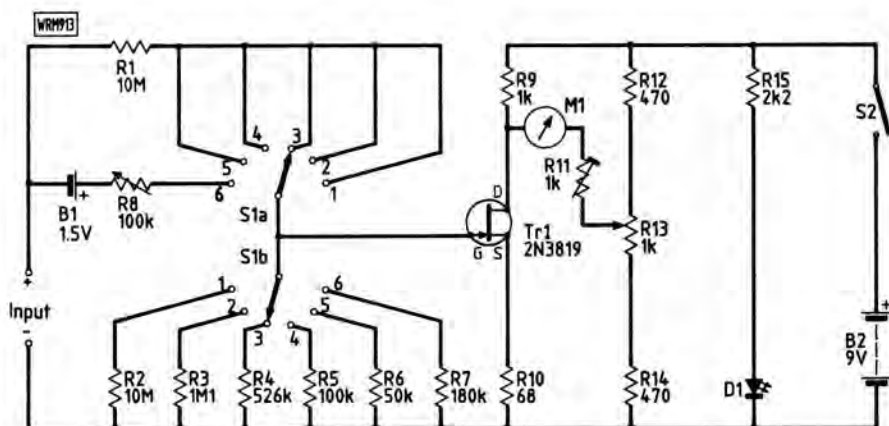 WRM913
R1
10M
4
3
5
2
6
1
B1
1.5V
+
R8
100k
S1a
S1b
+
Input
-
1
2
3
4
5
6
R2
10M
R3
1M1
R4
526k
R5
100k
R6
50k
R7
180k
R9
1k
M1
R11
1k
D
G
S
Tr1
2N3819
R10
68
R12
470
R13
1k
R14
470
R15
2k2
D1
S2
+
B2
9V